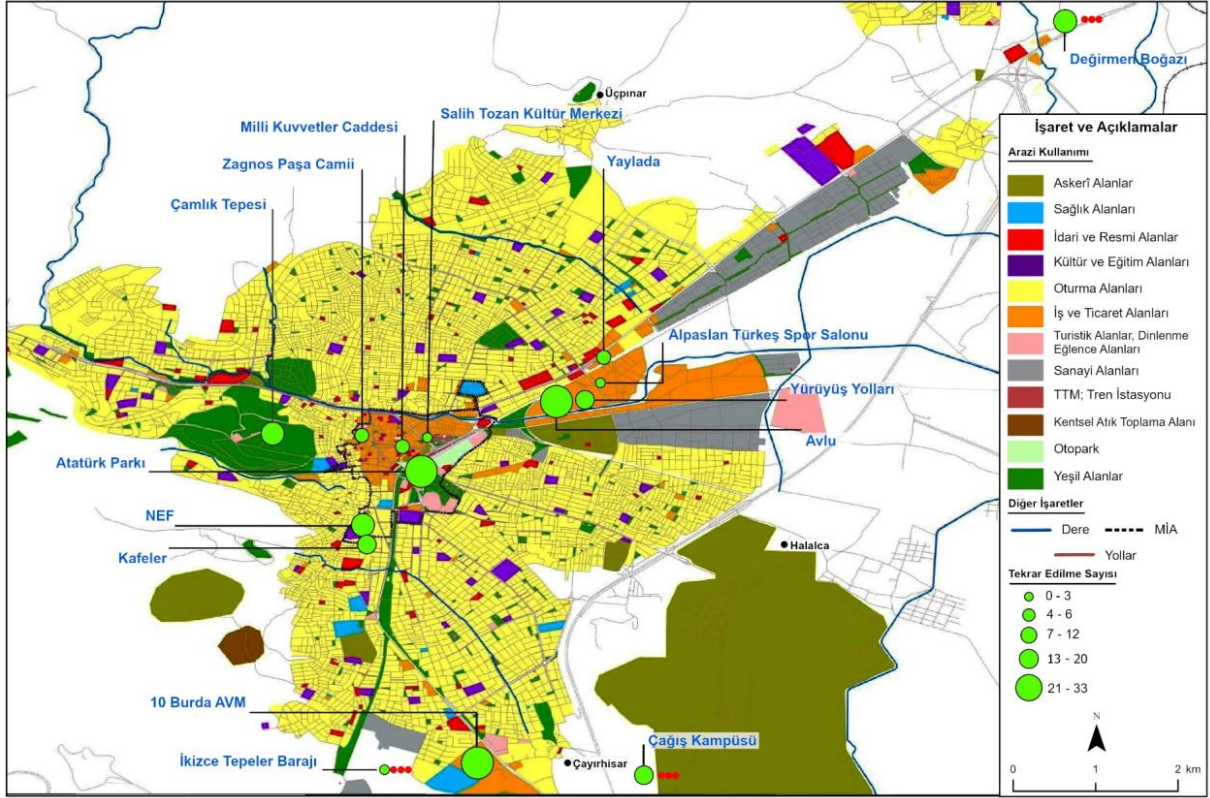 Değirmen Boğazı
Üçpınar
Salih Tozan Kültür Merkezi
Milli Kuvvetler Caddesi
Zagnos Paşa Camii
Yaylada
Çamlık Tepesi
Alpaslan Türkeş Spor Salonu
Yürüyüş Yolları
Avlu
Atatürk Parkı
NEF
Kafeler
Halalca
10 Burda AVM
İkizce Tepeler Barajı
Çayırhisar
Çağış Kampüsü
İşaret ve Açıklamalar
Arazi Kullanımı
Askerî Alanlar
Sağlık Alanları
İdari ve Resmi Alanlar
Kültür ve Eğitim Alanları
Oturma Alanları
İş ve Ticaret Alanları
Turistik Alanlar, Dinlenme
Eğlence Alanları
Sanayi Alanları
TTM; Tren İstasyonu
Kentsel Atık Toplama Alanı
Otopark
Yeşil Alanlar
Diğer İşaretler
Dere MİA
Yollar
Tekrar Edilme Sayısı
0 - 3
4 - 6
7 - 12
13 - 20
21 - 33
N
0 1 2 km